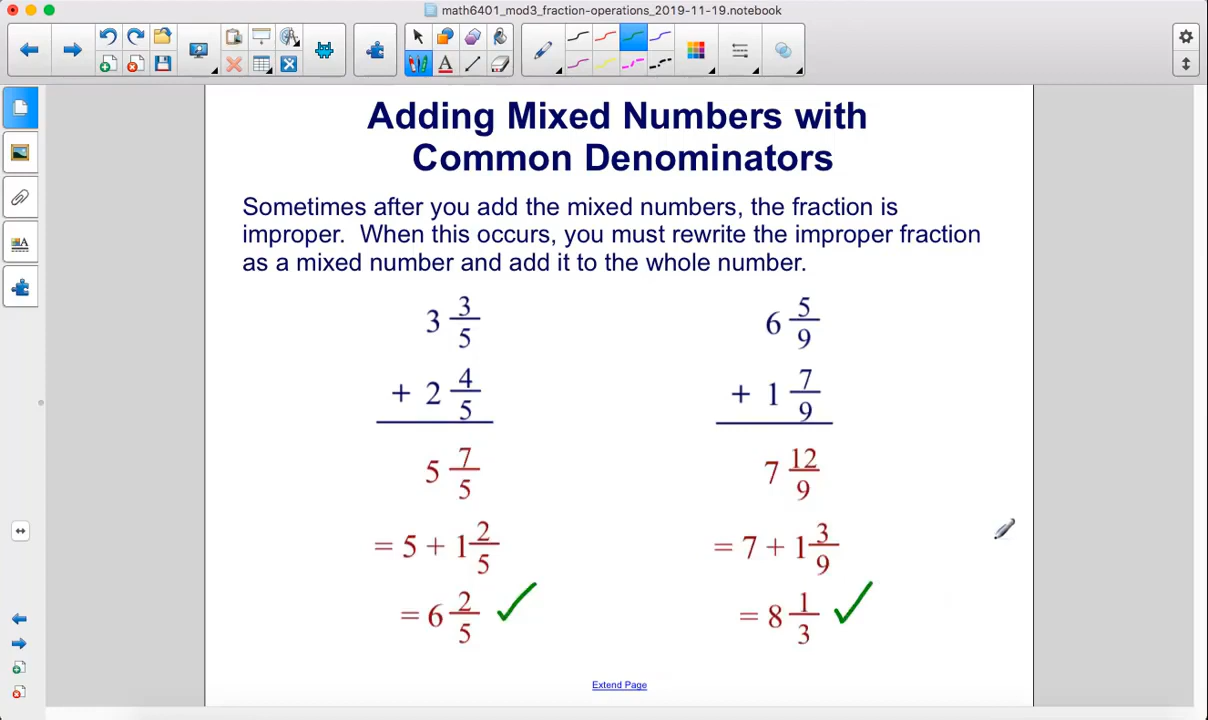 math6401_mod3_fraction-operations_2019-11-19.notebook
Adding Mixed Numbers with
Common Denominators
Sometimes after you add the mixed numbers, the fraction is
improper. When this occurs, you must rewrite the improper fraction
as a mixed number and add it to the whole number.
3 3/5
+ 2 4/5
5 7/5
= 5 + 1 2/5
= 6 2/5 ✓
6 5/9
+ 1 7/9
7 12/9
= 7 + 1 3/9
= 8 1/3 ✓
Extend Page